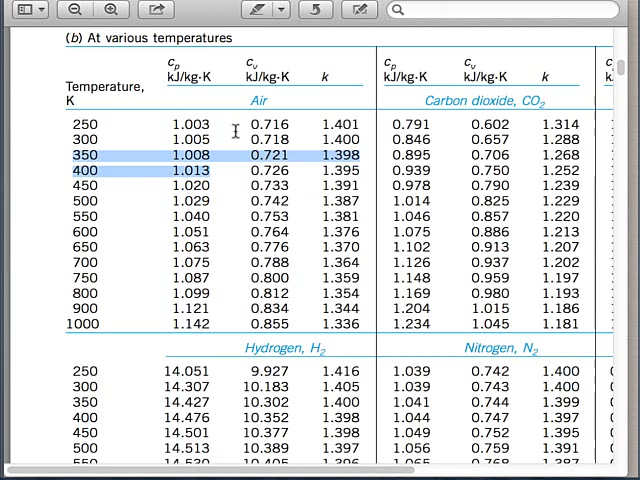 (b) At various temperatures
cp cv cp cv c
kJ/kg·K kJ/kg·K k kJ/kg·K kJ/kg·K k k
Temperature,
K Air Carbon dioxide, CO2
250 1.003 0.716 1.401 0.791 0.602 1.314
300 1.005 0.718 1.400 0.846 0.657 1.288
350 1.008 0.721 1.398 0.895 0.706 1.268
400 1.013 0.726 1.395 0.939 0.750 1.252
450 1.020 0.733 1.391 0.978 0.790 1.239
500 1.029 0.742 1.387 1.014 0.825 1.229
550 1.040 0.753 1.381 1.046 0.857 1.220
600 1.051 0.764 1.376 1.075 0.886 1.213
650 1.063 0.776 1.370 1.102 0.913 1.207
700 1.075 0.788 1.364 1.126 0.937 1.202
750 1.087 0.800 1.359 1.148 0.959 1.197
800 1.099 0.812 1.354 1.169 0.980 1.193
900 1.121 0.834 1.344 1.204 1.015 1.186
1000 1.142 0.855 1.336 1.234 1.045 1.181
Hydrogen, H2 Nitrogen, N2
250 14.051 9.927 1.416 1.039 0.742 1.400
300 14.307 10.183 1.405 1.039 0.743 1.400
350 14.427 10.302 1.400 1.041 0.744 1.399
400 14.476 10.352 1.398 1.044 0.747 1.397
450 14.501 10.377 1.398 1.049 0.752 1.395
500 14.513 10.389 1.397 1.056 0.759 1.391
550 14.530 10.405 1.396 1.065 0.768 1.387